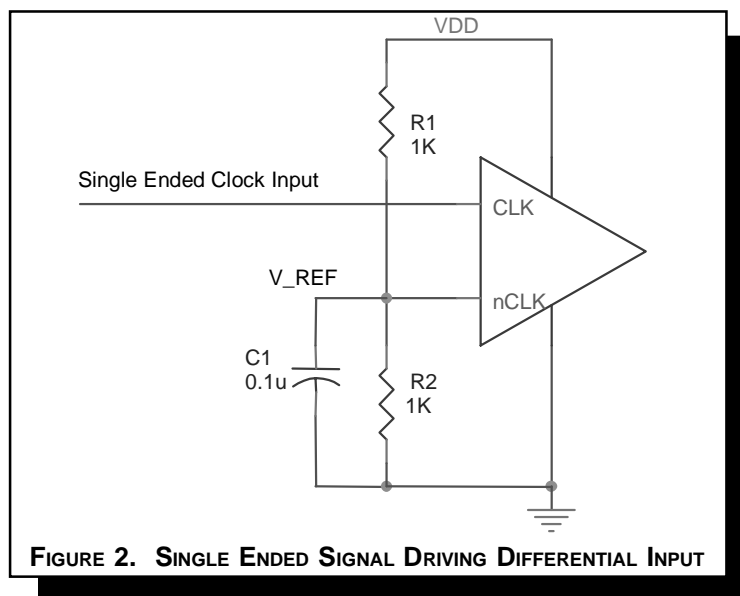 VDD
R1
1K
Single Ended Clock Input
CLK
V_REF
nCLK
C1
0.1u
R2
1K
FIGURE 2. SINGLE ENDED SIGNAL DRIVING DIFFERENTIAL INPUT